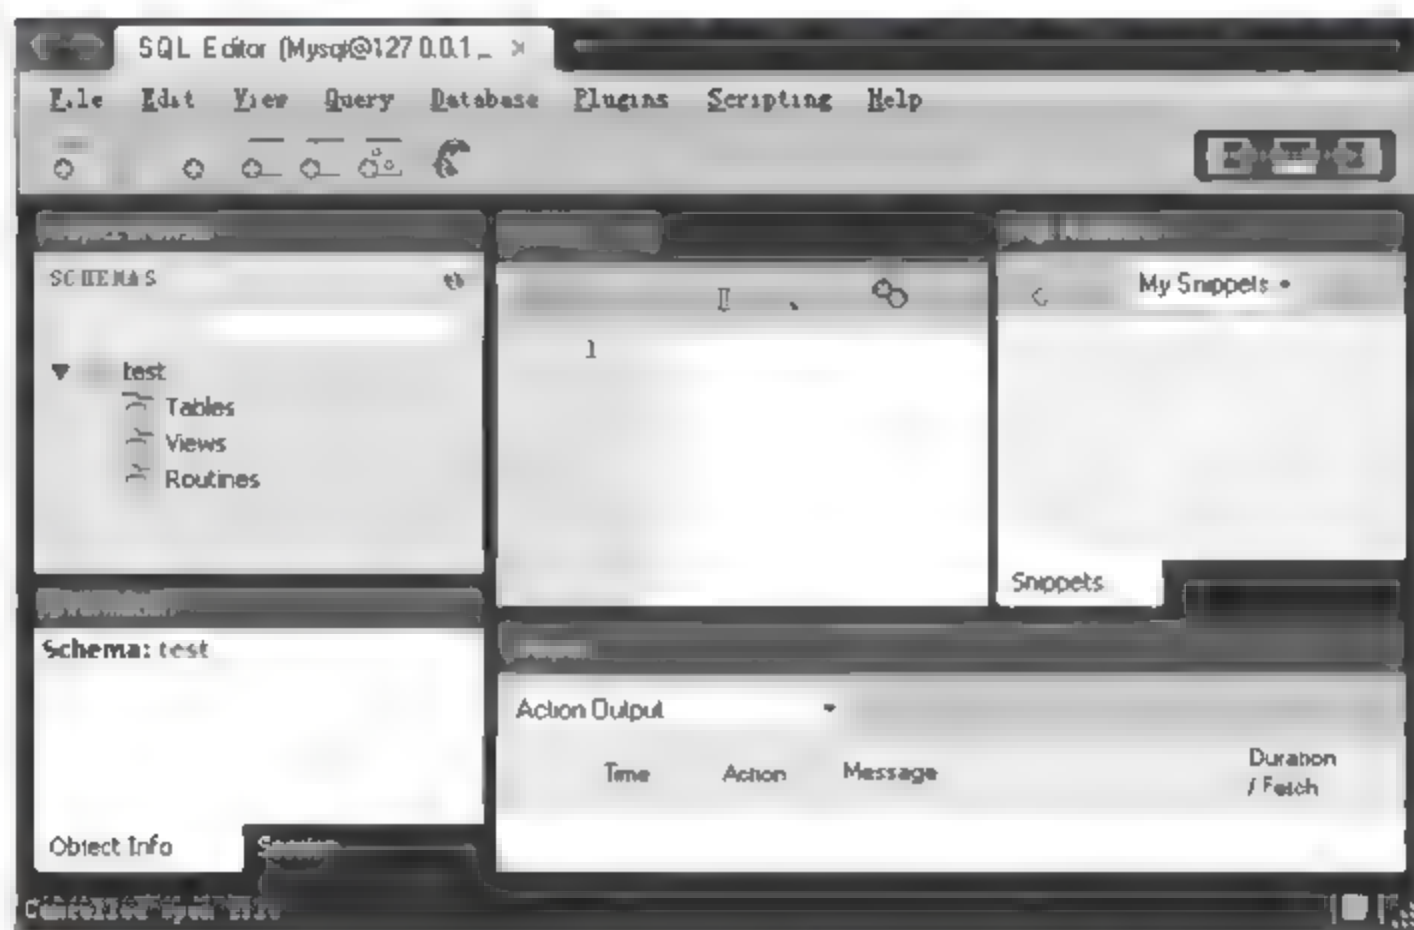 SQL Editor (Mysql@127.0.0.1 ...
File Edit View Query Database Plugins Scripting Help
SCHEMAS
My Snippets
1
test
Tables
Views
Routines
Snippets
Schema: test
Action Output
Time Action Message Duration / Fetch
Object Info Session